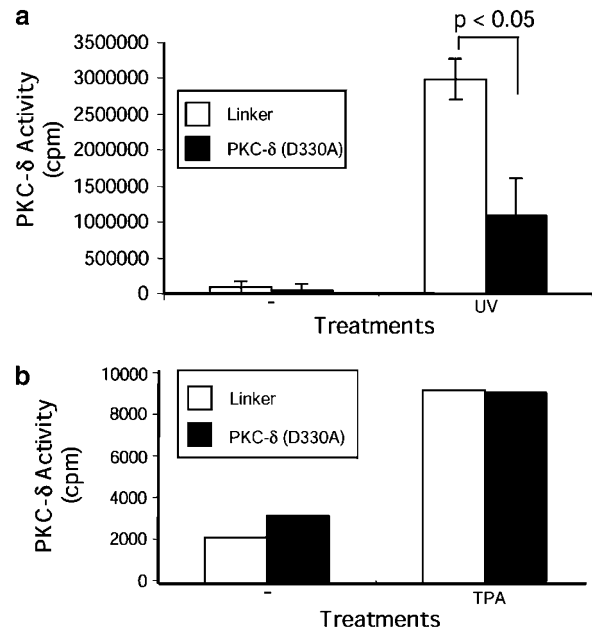 a
p < 0.05
3500000
3000000
2500000
2000000
1500000
1000000
500000
0
PKC-δ Activity
(cpm)
Linker
PKC-δ (D330A)
-
UV
Treatments
b
10000
8000
6000
4000
2000
0
PKC-δ Activity
(cpm)
Linker
PKC-δ (D330A)
-
TPA
Treatments